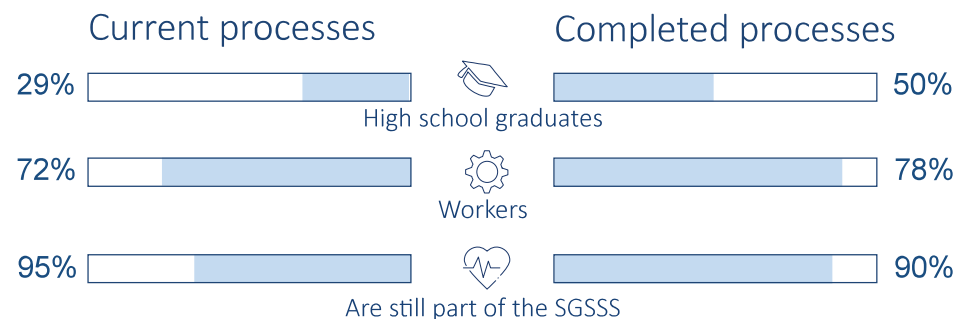 Current processes
Completed processes
29%
50%
High school graduates
72%
78%
Workers
95%
90%
Are still part of the SGSSS